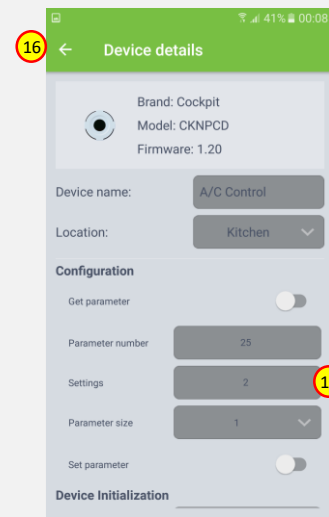 41% 00:08
16
Device details
Brand: Cockpit
Model: CKNPCD
Firmware: 1.20
Device name: A/C Control
Location: Kitchen
Configuration
Get parameter
Parameter number 25
Settings 2
Parameter size 1
Set parameter
Device Initialization